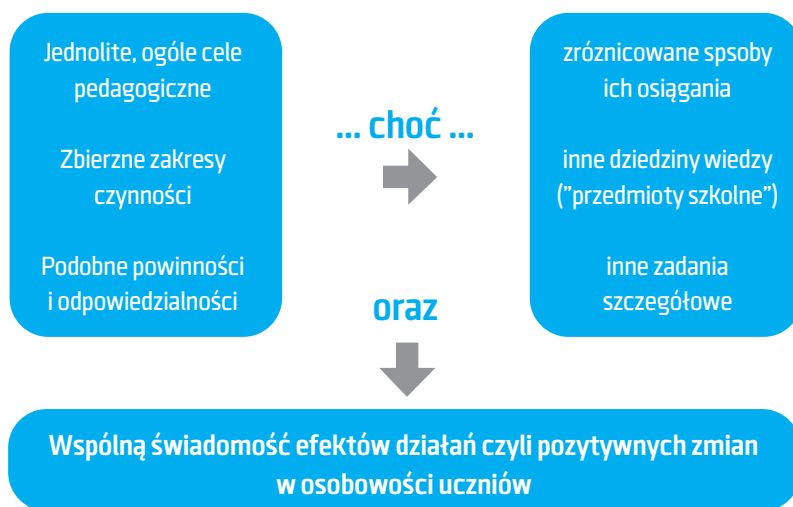 Jednolite, ogóle cele
pedagogiczne
Zbierzne zakresy
czynności
Podobne powinności
i odpowiedzialności
... choć ...
oraz
zróznicowane spsoby
ich osiągania
inne dziedziny wiedzy
("przedmioty szkolne")
inne zadania
szczegółowe
Wspólną świadomość efektów działań czyli pozytywnych zmian
w osobowości uczniów